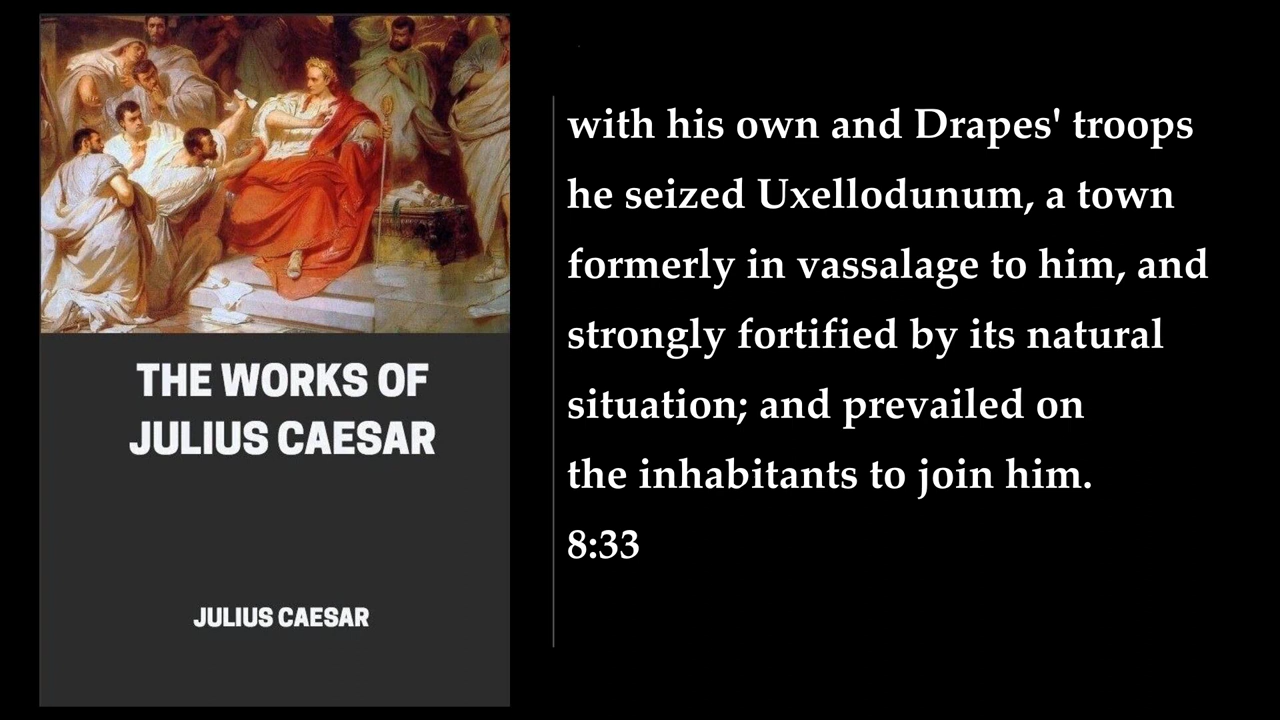 THE WORKS OF
JULIUS CAESAR
JULIUS CAESAR
with his own and Drapes' troops
he seized Uxellodunum, a town
formerly in vassalage to him, and
strongly fortified by its natural
situation; and prevailed on
the inhabitants to join him.
8:33